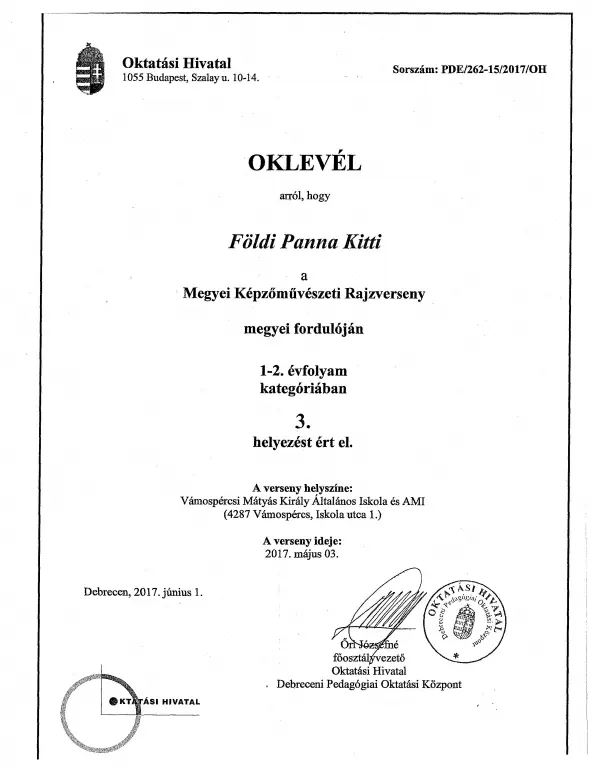 Oktatási Hivatal
1055 Budapest, Szalay u. 10-14.
Sorszám: PDE/262-15/2017/OH
OKLEVÉL
arról, hogy
Földi Panna Kitti
a
Megyei Képzőművészeti Rajzverseny
megyei fordulóján
1-2. évfolyam
kategóriában
3.
helyezést ért el.
A verseny helyszíne:
Vámospércsi Mátyás Király Általános Iskola és AMI
(4287 Vámospércs, Iskola utca 1.)
A verseny ideje:
2017. május 03.
Debrecen, 2017. június 1.
Őri Józsefné
főosztályvezető
Oktatási Hivatal
Debreceni Pedagógiai Oktatási Központ
OKTATÁSI HIVATAL
Debreceni Pedagógiai Oktatási Központ
*
OKTATÁSI HIVATAL